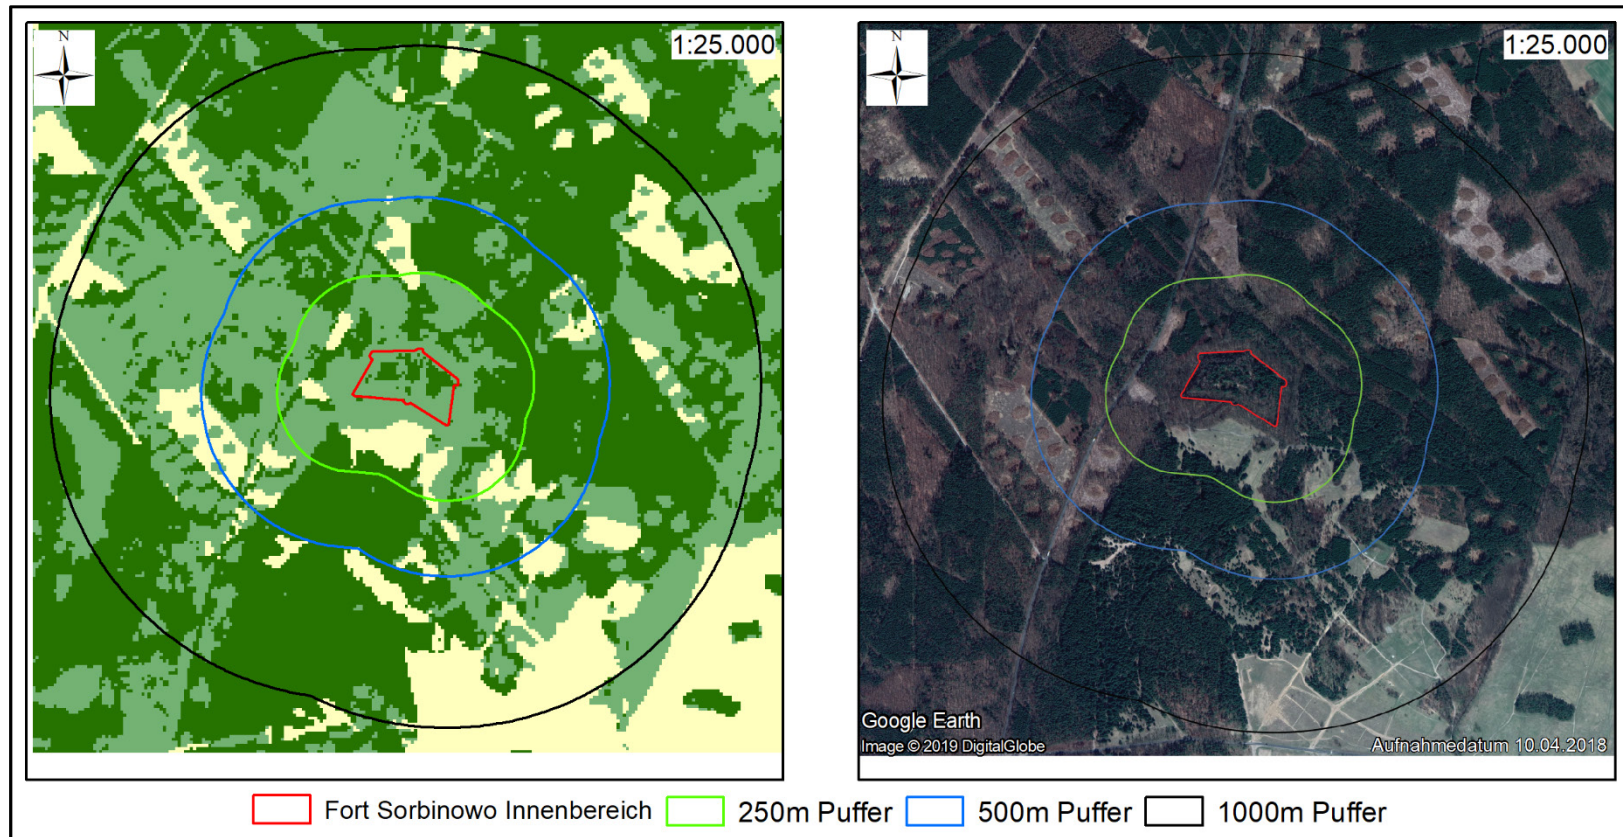 N
1:25.000
N
1:25.000
Google Earth
Image © 2019 DigitalGlobe
Aufnahmedatum 10.04.2018
Fort Sorbinowo Innenbereich
250m Puffer
500m Puffer
1000m Puffer